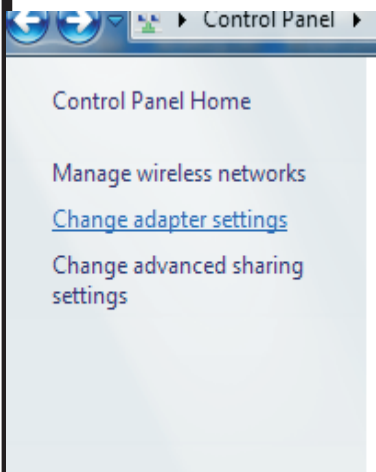 Control Panel
Control Panel Home
Manage wireless networks
Change adapter settings
Change advanced sharing
settings